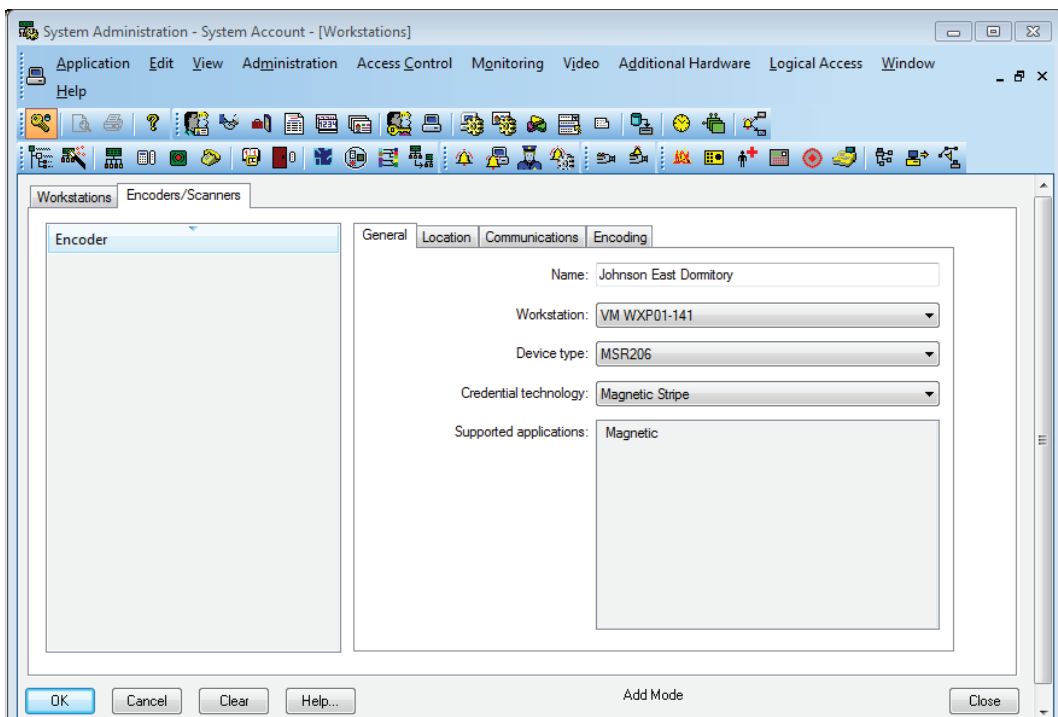 System Administration - System Account - [Workstations]
Application Edit View Administration Access Control Monitoring Video Additional Hardware Logical Access Window
Help
Workstations Encoders/Scanners
Encoder
General Location Communications Encoding
Name: Johnson East Dormitory
Workstation: VM WXP01-141
Device type: MSR206
Credential technology: Magnetic Stripe
Supported applications: Magnetic
OK Cancel Clear Help... Add Mode Close